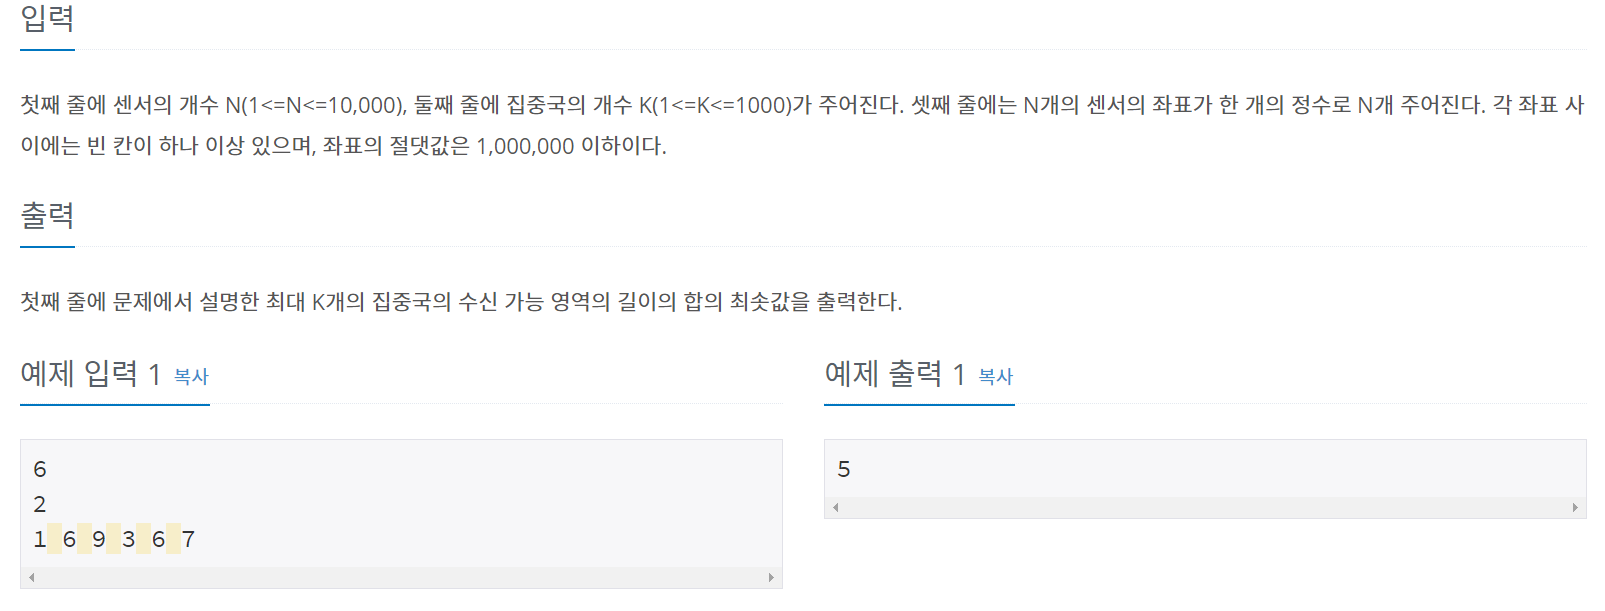 입력
첫째 줄에 센서의 개수 N(1<=N<=10,000), 둘째 줄에 집중국의 개수 K(1<=K<=1000)가 주어진다. 셋째 줄에는 N개의 센서의 좌표가 한 개의 정수로 N개 주어진다. 각 좌표 사
이에는 빈 칸이 하나 이상 있으며, 좌표의 절댓값은 1,000,000 이하이다.
출력
첫째 줄에 문제에서 설명한 최대 K개의 집중국의 수신 가능 영역의 길이의 합의 최솟값을 출력한다.
예제 입력 1 복사
6
2
1 6 9 3 6 7
예제 출력 1 복사
5